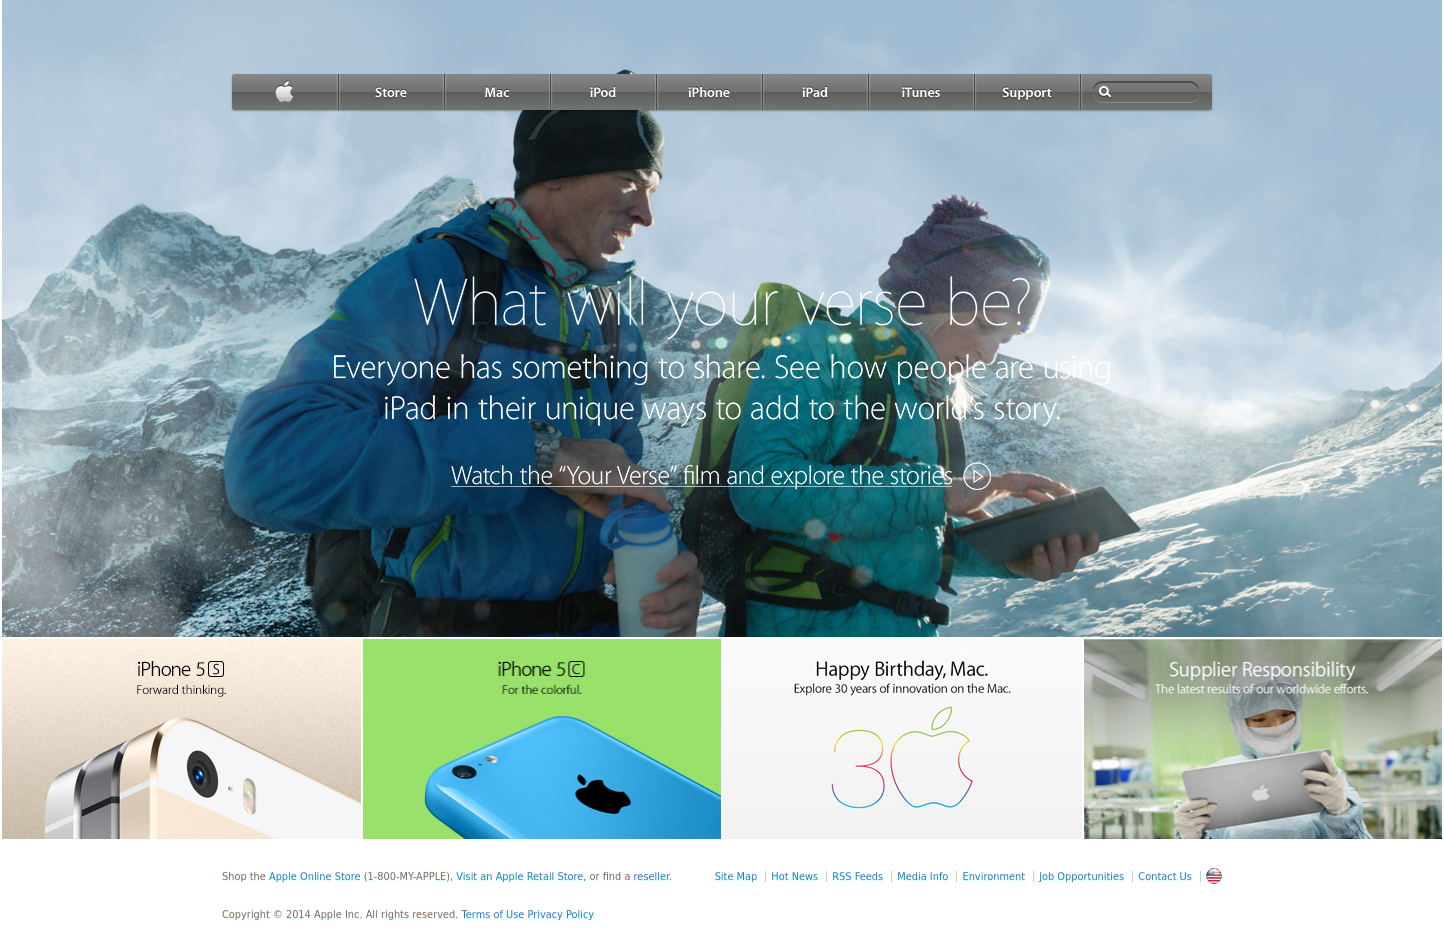 Store Mac iPod iPhone iPad iTunes Support
What will your verse be?
Everyone has something to share. See how people are using
iPad in their unique ways to add to the world's story.
Watch the “Your Verse” film and explore the stories
iPhone 5S
Forward thinking.
iPhone 5C
For the colorful.
Happy Birthday, Mac.
Explore 30 years of innovation on the Mac.
30
Supplier Responsibility
The latest results of our worldwide efforts.
Shop the Apple Online Store (1-800-MY-APPLE), Visit an Apple Retail Store, or find a reseller.
Site Map Hot News RSS Feeds Media Info Environment Job Opportunities Contact Us
Copyright © 2014 Apple Inc. All rights reserved. Terms of Use Privacy Policy